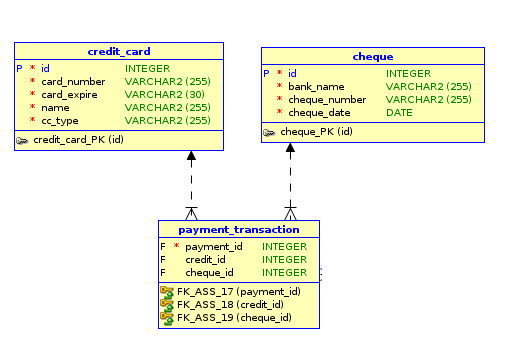 credit_card
P * id INTEGER
* card_number VARCHAR2 (255)
* card_expire VARCHAR2 (30)
* name VARCHAR2 (255)
* cc_type VARCHAR2 (255)
credit_card_PK (id)
cheque
P * id INTEGER
* bank_name VARCHAR2 (255)
* cheque_number VARCHAR2 (255)
* cheque_date DATE
cheque_PK (id)
payment_transaction
F * payment_id INTEGER
F credit_id INTEGER
F cheque_id INTEGER
FK_ASS_17 (payment_id)
FK_ASS_18 (credit_id)
FK_ASS_19 (cheque_id)